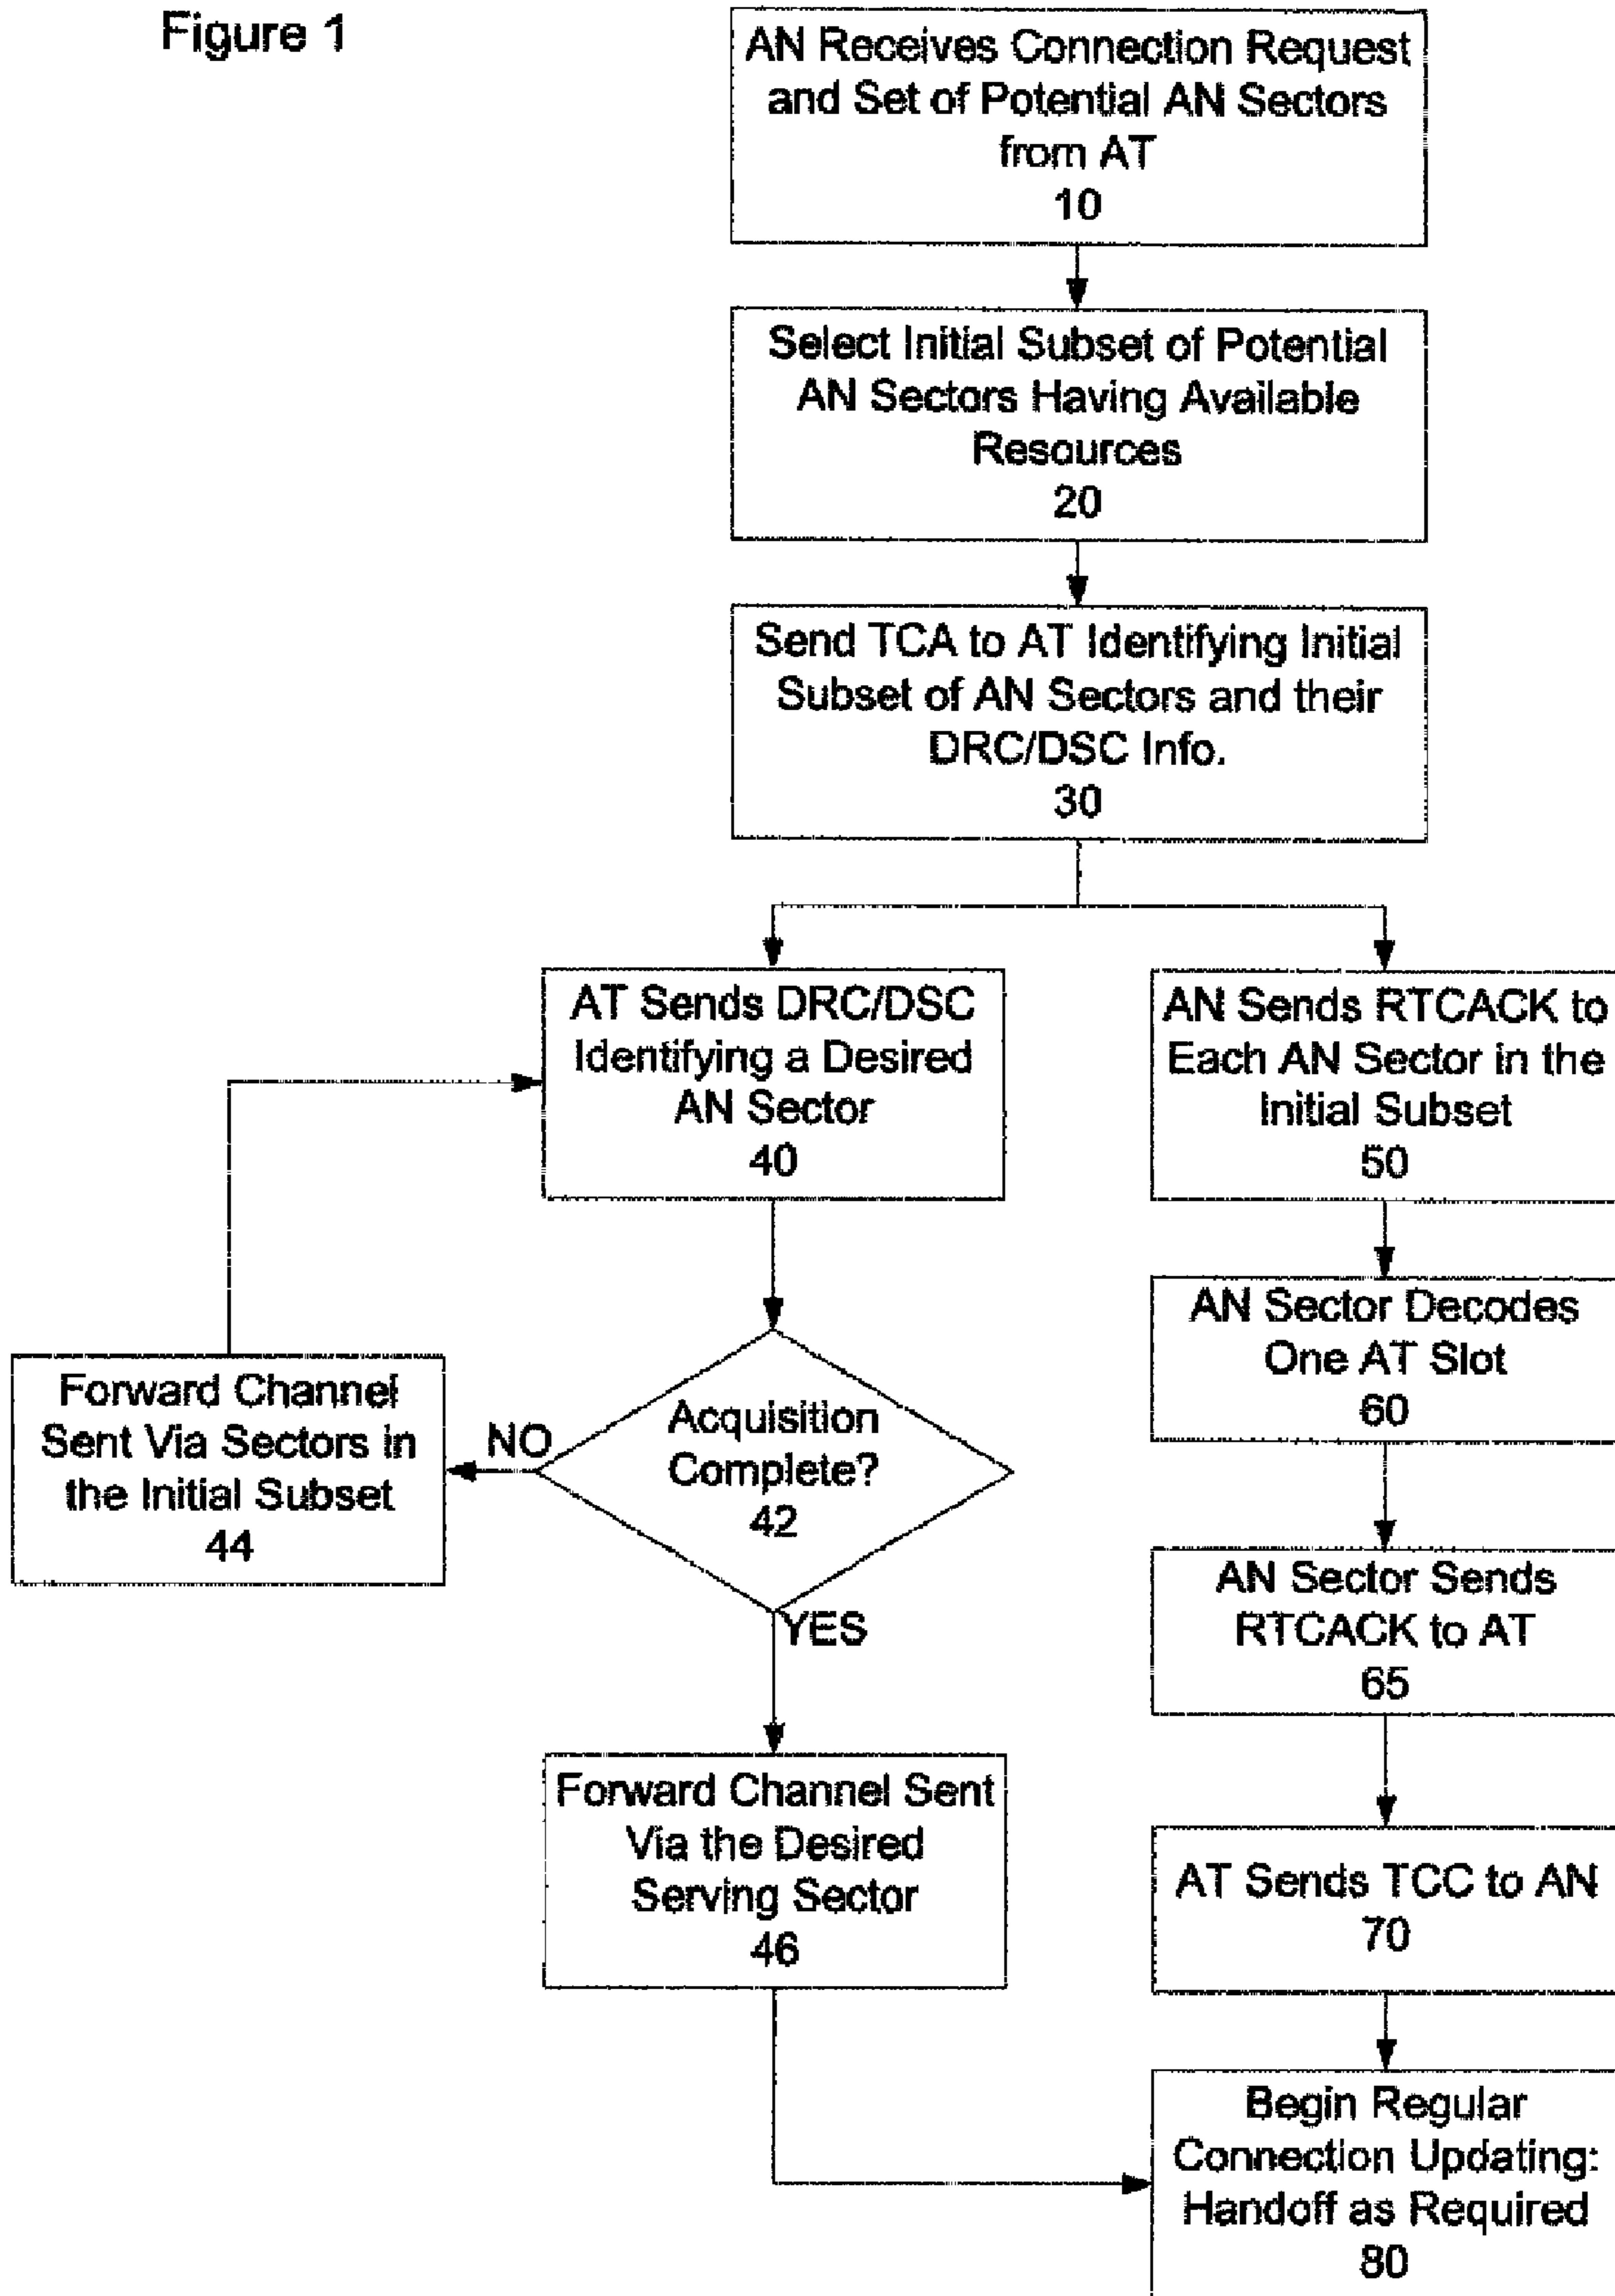 Figure 1
AN Receives Connection Request
and Set of Potential AN Sectors
from AT
10
Select Initial Subset of Potential
AN Sectors Having Available
Resources
20
Send TCA to AT Identifying Initial
Subset of AN Sectors and their
DRC/DSC Info.
30
AT Sends DRC/DSC
Identifying a Desired
AN Sector
40
AN Sends RTCACK to
Each AN Sector in the
Initial Subset
50
AN Sector Decodes
One AT Slot
60
Forward Channel
Sent Via Sectors in
the Initial Subset
44
NO
Acquisition
Complete?
42
YES
AN Sector Sends
RTCACK to AT
65
Forward Channel Sent
Via the Desired
Serving Sector
46
AT Sends TCC to AN
70
Begin Regular
Connection Updating:
Handoff as Required
80